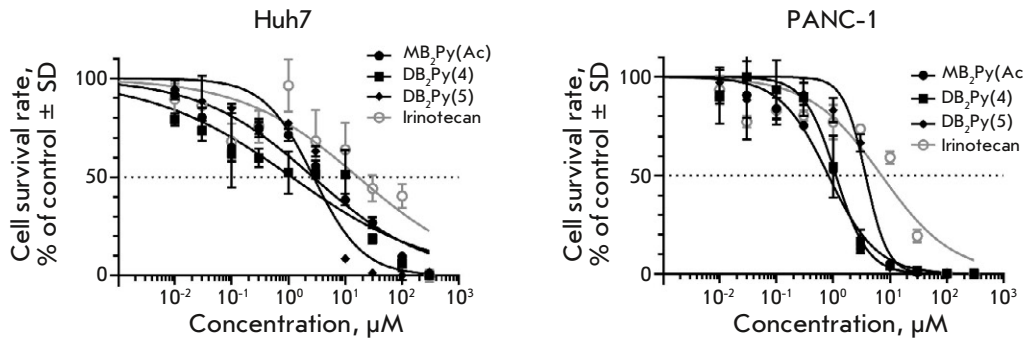 Huh7
Cell survival rate,
% of control ± SD
100
50
0
10⁻² 10⁻¹ 10⁰ 10¹ 10² 10³
Concentration, µM
MB₂Py(Ac)
DB₂Py(4)
DB₂Py(5)
Irinotecan
PANC-1
Cell survival rate,
% of control ± SD
100
50
0
10⁻² 10⁻¹ 10⁰ 10¹ 10² 10³
Concentration, µM
MB₂Py(Ac
DB₂Py(4)
DB₂Py(5)
Irinotecan